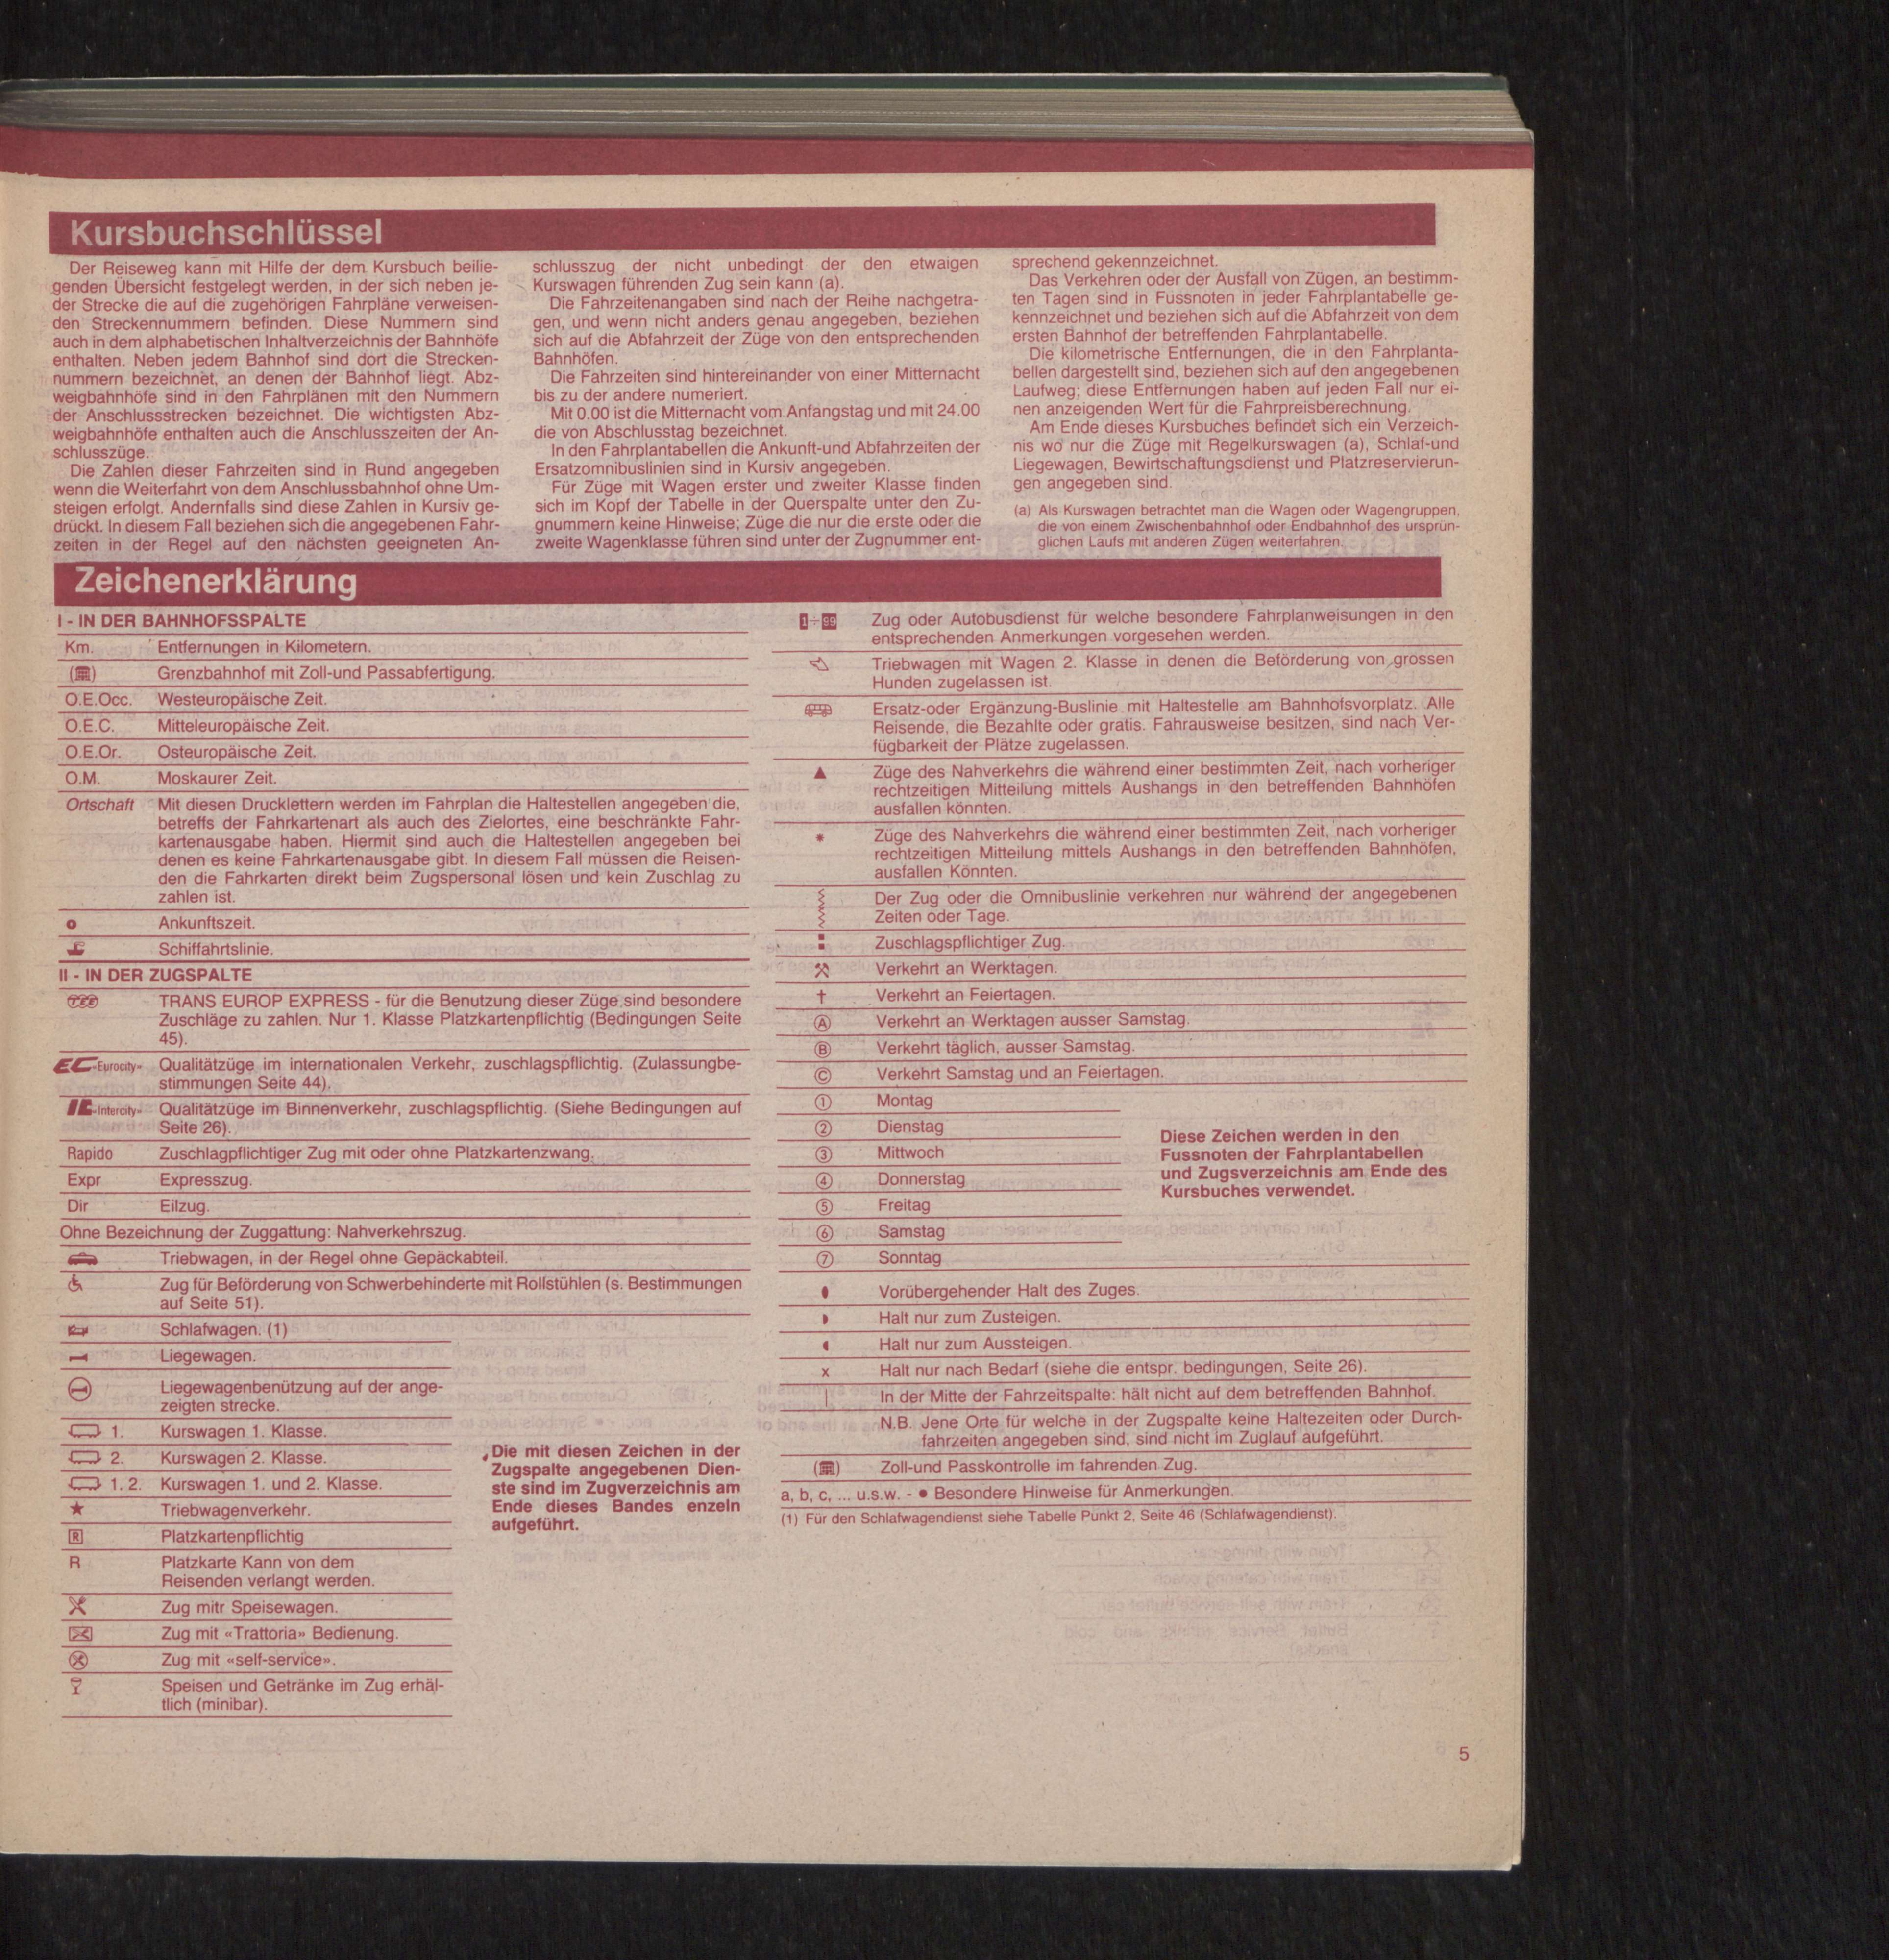 Kursbuchschlüssel
Der Reiseweg kann mit Hilfe der dem Kursbuch beilie-
genden Übersicht festgelegt werden, in der sich neben je-
der Strecke die auf die zugehörigen Fahrpläne verweisen-
den Streckennummern befinden. Diese Nummern sind
auch in dem alphabetischen Inhaltverzeichnis der Bahnhöfe
enthalten. Neben jedem Bahnhof sind dort die Strecken-
nummern bezeichnet, an denen der Bahnhof liegt. Abz-
weigbahnhöfe sind in den Fahrplänen mit den Nummern
der Anschlussstrecken bezeichnet. Die wichtigsten Abz-
weigbahnhöfe enthalten auch die Anschlusszeiten der An-
schlusszüge.
Die Zahlen dieser Fahrzeiten sind in Rund angegeben
wenn die Weiterfahrt von dem Anschlussbahnhof ohne Um-
steigen erfolgt. Andernfalls sind diese Zahlen in Kursiv ge-
drückt. In diesem Fall beziehen sich die angegebenen Fahr-
zeiten in der Regel auf den nächsten geeigneten An-
schlusszug der nicht unbedingt der den etwaigen
Kurswagen führenden Zug sein kann (a).
Die Fahrzeitenangaben sind nach der Reihe nachgetra-
gen, und wenn nicht anders genau angegeben, beziehen
sich auf die Abfahrzeit der Züge von den entsprechenden
Bahnhöfen.
Die Fahrzeiten sind hintereinander von einer Mitternacht
bis zu der andere numeriert.
Mit 0.00 ist die Mitternacht vom Anfangstag und mit 24.00
die von Abschlusstag bezeichnet.
In den Fahrplantabellen die Ankunft-und Abfahrzeiten der
Ersatzomnibuslinien sind in Kursiv angegeben.
Für Züge mit Wagen erster und zweiter Klasse finden
sich im Kopf der Tabelle in der Querspalte unter den Zu-
gnummern keine Hinweise; Züge die nur die erste oder die
zweite Wagenklasse führen sind unter der Zugnummer ent-
sprechend gekennzeichnet.
Das Verkehren oder der Ausfall von Zügen, an bestimm-
ten Tagen sind in Fussnoten in jeder Fahrplantabelle ge-
kennzeichnet und beziehen sich auf die Abfahrzeit von dem
ersten Bahnhof der betreffenden Fahrplantabelle.
Die kilometrische Entfernungen, die in den Fahrplanta-
bellen dargestellt sind, beziehen sich auf den angegebenen
Laufweg; diese Entfernungen haben auf jeden Fall nur ei-
nen anzeigenden Wert für die Fahrpreisberechnung.
Am Ende dieses Kursbuches befindet sich ein Verzeich-
nis wo nur die Züge mit Regelkurswagen (a), Schlaf-und
Liegewagen, Bewirtschaftungsdienst und Platzreservierun-
gen angegeben sind.
(a) Als Kurswagen betrachtet man die Wagen oder Wagengruppen,
die von einem Zwischenbahnhof oder Endbahnhof des ursprün-
glichen Laufs mit anderen Zügen weiterfahren.
Zeichenerklärung
I - IN DER BAHNHOFSSPALTE
Km. Entfernungen in Kilometern.
Grenzbahnhof mit Zoll-und Passabfertigung.
O.E.Occ. Westeuropäische Zeit.
O.E.C. Mitteleuropäische Zeit.
O.E.Or. Osteuropäische Zeit.
O.M. Moskaurer Zeit.
Ortschaft Mit diesen Drucklettern werden im Fahrplan die Haltestellen angegeben die,
betreffs der Fahrkartenart als auch des Zielortes, eine beschränkte Fahr-
kartenausgabe haben. Hiermit sind auch die Haltestellen angegeben bei
denen es keine Fahrkartenausgabe gibt. In diesem Fall müssen die Reisen-
den die Fahrkarten direkt beim Zugspersonal lösen und kein Zuschlag zu
zahlen ist.
Ankunftszeit.
Schiffahrtslinie.
II - IN DER ZUGSPALTE
TEE TRANS EUROP EXPRESS - für die Benutzung dieser Züge sind besondere
Zuschläge zu zahlen. Nur 1. Klasse Platzkartenpflichtig (Bedingungen Seite
45).
EC «Eurocity» Qualitätzüge im internationalen Verkehr, zuschlagspflichtig. (Zulassungbe-
stimmungen Seite 44).
IC «Intercity» Qualitätzüge im Binnenverkehr, zuschlagspflichtig. (Siehe Bedingungen auf
Seite 26).
Rapido Zuschlagpflichtiger Zug mit oder ohne Platzkartenzwang.
Expr Expresszug.
Dir Eilzug.
Ohne Bezeichnung der Zuggattung: Nahverkehrszug.
Triebwagen, in der Regel ohne Gepäckabteil.
Zug für Beförderung von Schwerbehinderte mit Rollstühlen (s. Bestimmungen
auf Seite 51).
Schlafwagen. (1)
Liegewagen.
Liegewagenbenützung auf der ange-
zeigten strecke.
1. Kurswagen 1. Klasse.
2. Kurswagen 2. Klasse.
1. 2. Kurswagen 1. und 2. Klasse.
★ Triebwagenverkehr.
R Platzkartenpflichtig
R Platzkarte Kann von dem
Reisenden verlangt werden.
Zug mitr Speisewagen.
Zug mit «Trattoria» Bedienung.
Zug mit «self-service».
Speisen und Getränke im Zug erhäl-
tlich (minibar).
Die mit diesen Zeichen in der
Zugspalte angegebenen Dien-
ste sind im Zugverzeichnis am
Ende dieses Bandes enzeln
aufgeführt.
1÷99 Zug oder Autobusdienst für welche besondere Fahrplanweisungen in den
entsprechenden Anmerkungen vorgesehen werden.
Triebwagen mit Wagen 2. Klasse in denen die Beförderung von grossen
Hunden zugelassen ist.
Ersatz-oder Ergänzung-Buslinie mit Haltestelle am Bahnhofsvorplatz. Alle
Reisende, die Bezahlte oder gratis. Fahrausweise besitzen, sind nach Ver-
fügbarkeit der Plätze zugelassen.
▲ Züge des Nahverkehrs die während einer bestimmten Zeit, nach vorheriger
rechtzeitigen Mitteilung mittels Aushangs in den betreffenden Bahnhöfen
ausfallen könnten.
* Züge des Nahverkehrs die während einer bestimmten Zeit, nach vorheriger
rechtzeitigen Mitteilung mittels Aushangs in den betreffenden Bahnhöfen,
ausfallen Könnten.
Der Zug oder die Omnibuslinie verkehren nur während der angegebenen
Zeiten oder Tage.
Zuschlagspflichtiger Zug.
⚒ Verkehrt an Werktagen.
† Verkehrt an Feiertagen.
Ⓐ Verkehrt an Werktagen ausser Samstag.
Ⓑ Verkehrt täglich, ausser Samstag.
Ⓒ Verkehrt Samstag und an Feiertagen.
① Montag
② Dienstag
③ Mittwoch
④ Donnerstag
⑤ Freitag
⑥ Samstag
⑦ Sonntag
Diese Zeichen werden in den
Fussnoten der Fahrplantabellen
und Zugsverzeichnis am Ende des
Kursbuches verwendet.
Vorübergehender Halt des Zuges.
Halt nur zum Zusteigen.
Halt nur zum Aussteigen.
x Halt nur nach Bedarf (siehe die entspr. bedingungen, Seite 26).
| In der Mitte der Fahrzeitspalte: hält nicht auf dem betreffenden Bahnhof.
N.B. Jene Orte für welche in der Zugspalte keine Haltezeiten oder Durch-
fahrzeiten angegeben sind, sind nicht im Zuglauf aufgeführt.
Zoll-und Passkontrolle im fahrenden Zug.
a, b, c, ... u.s.w. - ● Besondere Hinweise für Anmerkungen.
(1) Für den Schlafwagendienst siehe Tabelle Punkt 2, Seite 46 (Schlafwagendienst).
5